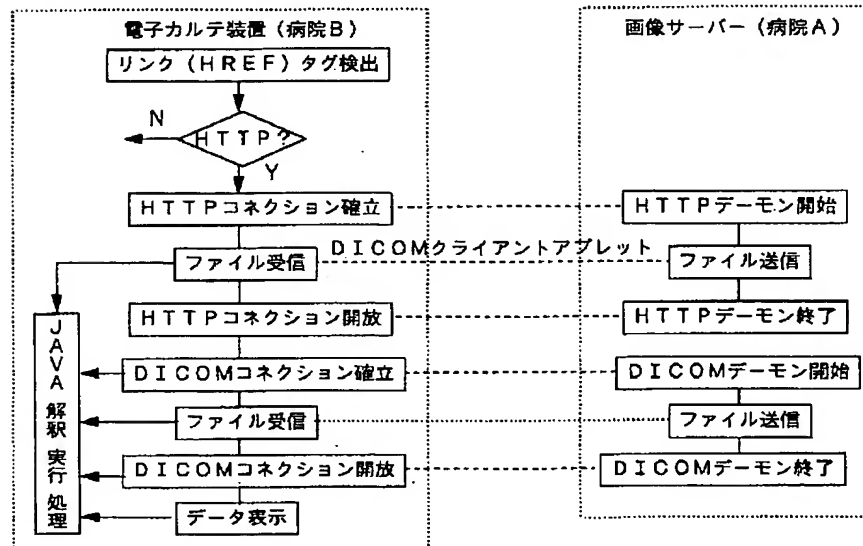 電子カルテ装置(病院B)
リンク(HREF)タグ検出
N
HTTP?
Y
HTTPコネクション確立
ファイル受信
HTTPコネクション開放
DICOMコネクション確立
ファイル受信
DICOMコネクション開放
データ表示
JAVA 解釈 実行 処理
DICOMクライアントアプレット
画像サーバー(病院A)
HTTPデーモン開始
ファイル送信
HTTPデーモン終了
DICOMデーモン開始
ファイル送信
DICOMデーモン終了